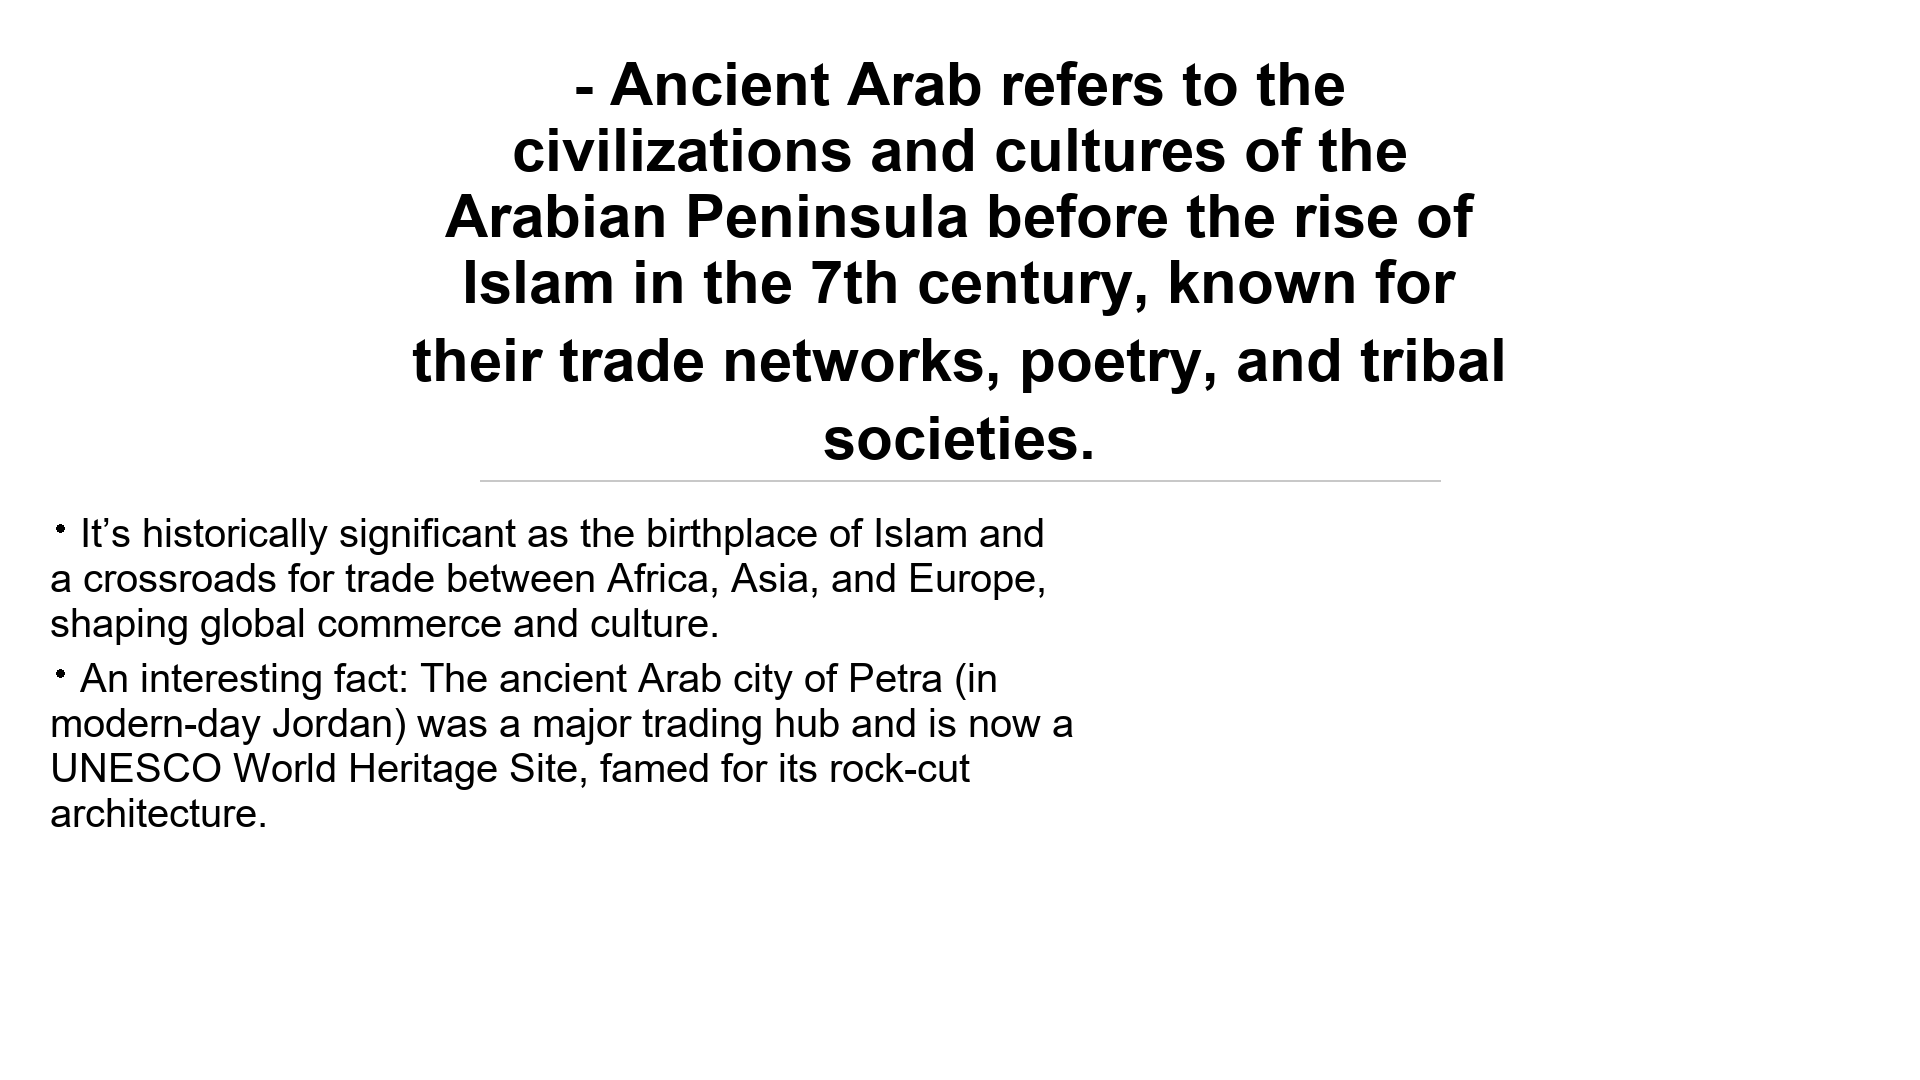 - Ancient Arab refers to the
civilizations and cultures of the
Arabian Peninsula before the rise of
Islam in the 7th century, known for
their trade networks, poetry, and tribal
societies.
• It’s historically significant as the birthplace of Islam and
a crossroads for trade between Africa, Asia, and Europe,
shaping global commerce and culture.
• An interesting fact: The ancient Arab city of Petra (in
modern-day Jordan) was a major trading hub and is now a
UNESCO World Heritage Site, famed for its rock-cut
architecture.